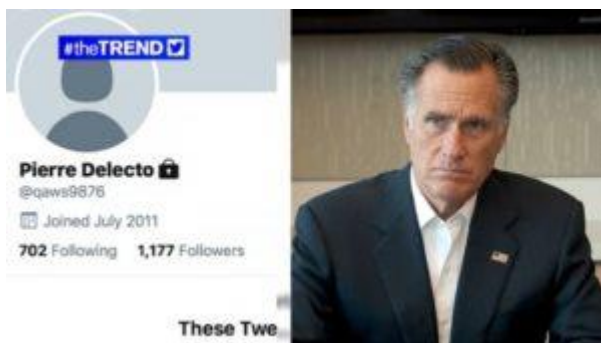 #theTREND
Pierre Delecto
@qaws9876
Joined July 2011
702 Following 1,177 Followers
These Twe